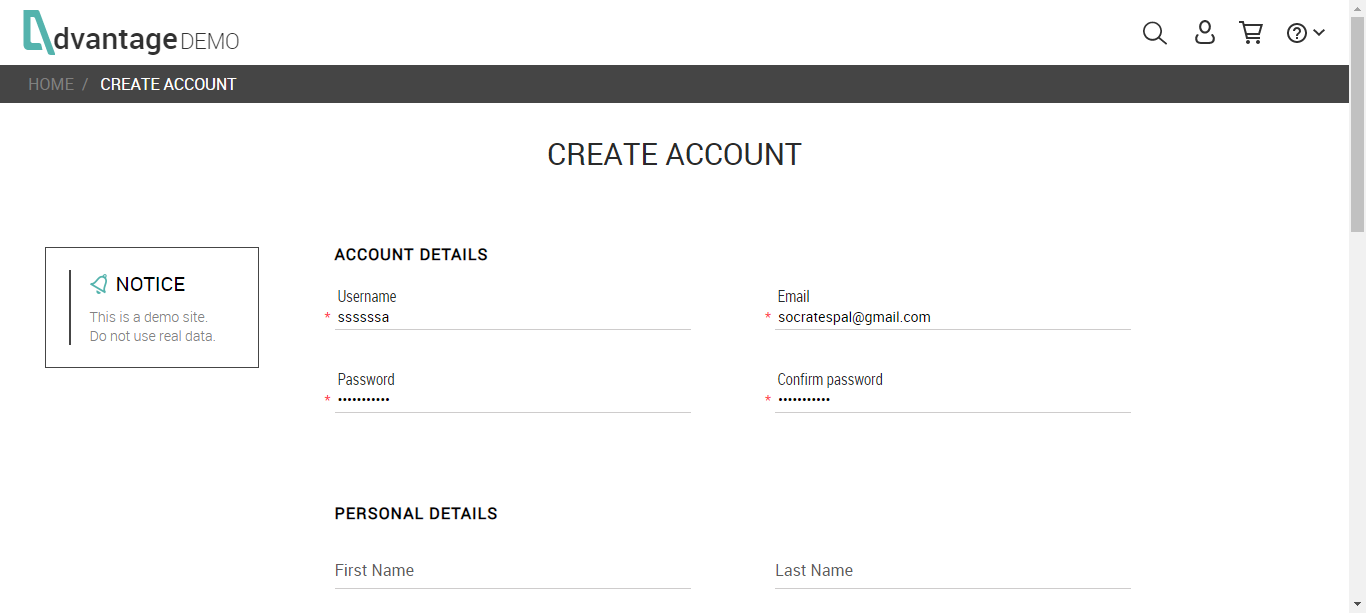 dvantage DEMO
HOME / CREATE ACCOUNT
CREATE ACCOUNT
NOTICE
This is a demo site.
Do not use real data.
ACCOUNT DETAILS
Username
* ssssssa
Email
* socratespal@gmail.com
Password
* •••••••••••
Confirm password
* •••••••••••
PERSONAL DETAILS
First Name
Last Name